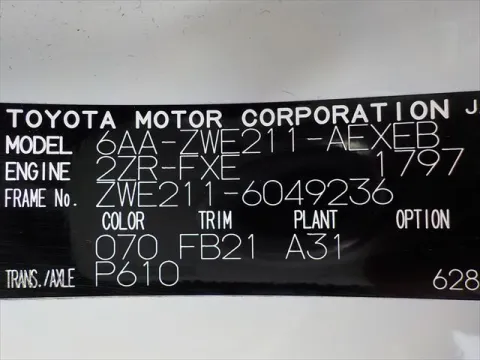 TOYOTA MOTOR CORPORATION J
MODEL 6AA-ZWE211-AEXEB
ENGINE 2ZR-FXE 1797
FRAME No. ZWE211-6049236
COLOR TRIM PLANT OPTION
070 FB21 A31
TRANS./AXLE P610 628